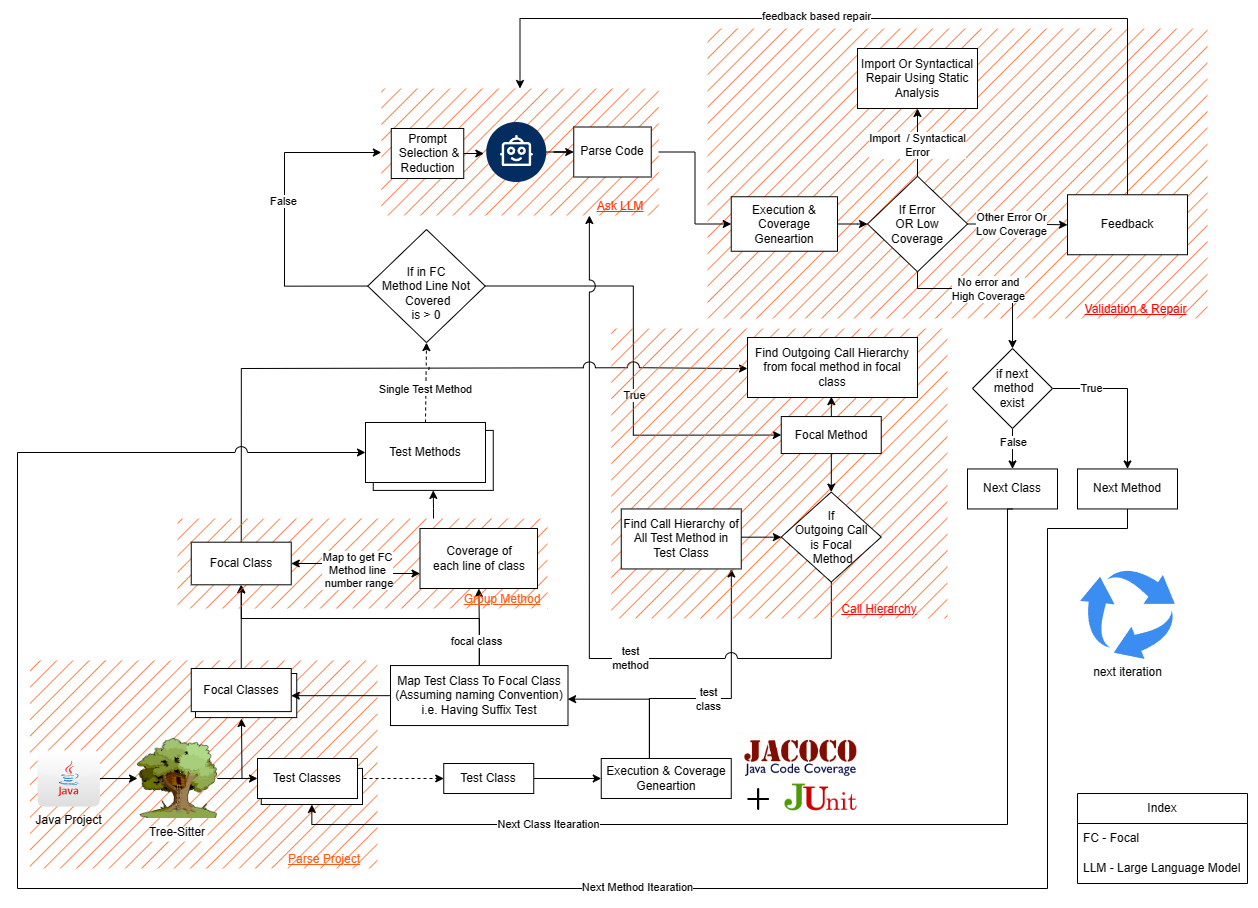 feedback based repair
Import Or Syntactical
Repair Using Static
Analysis
Import / Syntactical
Error
Prompt
Selection &
Reduction
Parse Code
Ask LLM
False
Execution &
Coverage
Geneartion
If Error
OR Low
Coverage
Other Error Or
Low Coverage
Feedback
No error and
High Coverage
Validation & Repair
If in FC
Method Line Not
Covered
is > 0
Single Test Method
True
Find Outgoing Call Hierarchy
from focal method in focal
class
Focal Method
if next
method
exist
True
False
Next Class
Next Method
Test Methods
Find Call Hierarchy of
All Test Method in
Test Class
If
Outgoing Call
is Focal
Method
Call Hierarchy
Focal Class
Map to get FC
Method line
number range
Coverage of
each line of class
Group Method
focal class
test
method
next iteration
Focal Classes
Map Test Class To Focal Class
(Assuming naming Convention)
i.e. Having Suffix Test
test
class
Java
Java Project
Tree-Sitter
Test Classes
Test Class
Execution & Coverage
Geneartion
JACOCO
Java Code Coverage
+ JUnit
Next Class Itearation
Parse Project
Index
FC - Focal
LLM - Large Language Model
Next Method Itearation